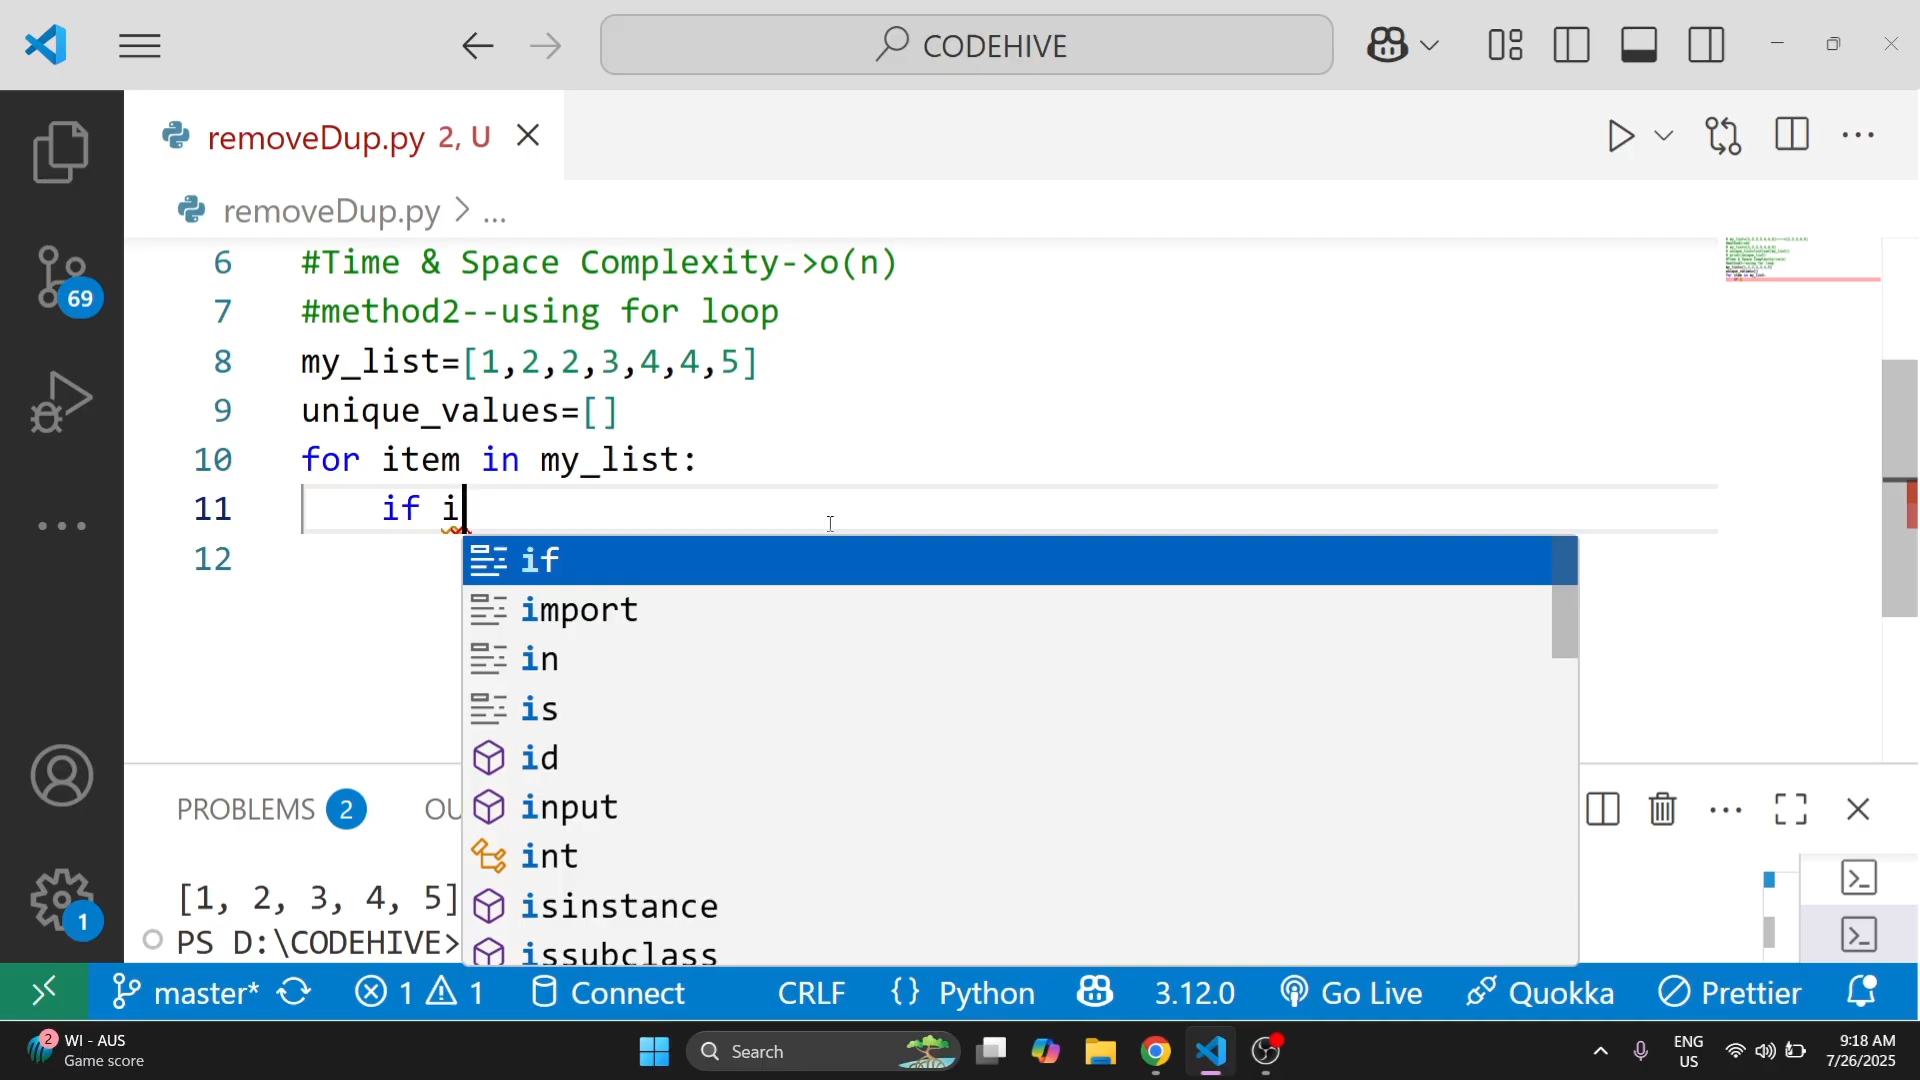 CODEHIVE
removeDup.py 2, U
removeDup.py > ...
6 #Time & Space Complexity->o(n)
7 #method2--using for loop
8 my_list=[1,2,2,3,4,4,5]
9 unique_values=[]
10 for item in my_list:
11 if i
12
if
import
in
is
id
input
int
isinstance
issubclass
69
1
PROBLEMS 2 OU
[1, 2, 3, 4, 5]
PS D:\CODEHIVE>
master* 1 1 Connect CRLF {} Python 3.12.0 Go Live Quokka Prettier
2 WI - AUS
Game score
Search
ENG
US
9:18 AM
7/26/2025